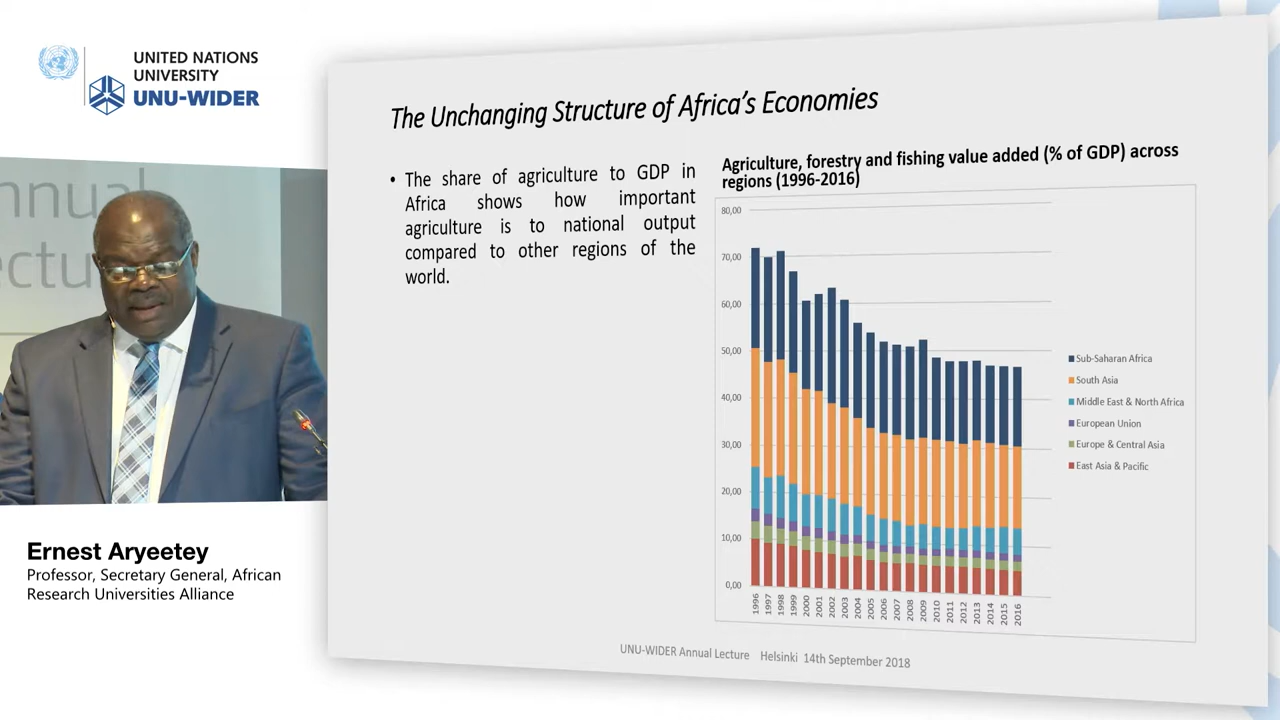 UNITED NATIONS
UNIVERSITY
UNU-WIDER
nnual
ectu
Ernest Aryeetey
Professor, Secretary General, African
Research Universities Alliance
The Unchanging Structure of Africa's Economies
• The share of agriculture to GDP in
Africa shows how important
agriculture is to national output
compared to other regions of the
world.
Agriculture, forestry and fishing value added (% of GDP) across
regions (1996-2016)
80,00
70,00
60,00
50,00
40,00
30,00
20,00
10,00
0,00
1996 1997 1998 1999 2000 2001 2002 2003 2004 2005 2006 2007 2008 2009 2010 2011 2012 2013 2014 2015 2016
Sub-Saharan Africa
South Asia
Middle East & North Africa
European Union
Europe & Central Asia
East Asia & Pacific
UNU-WIDER Annual Lecture Helsinki 14th September 2018